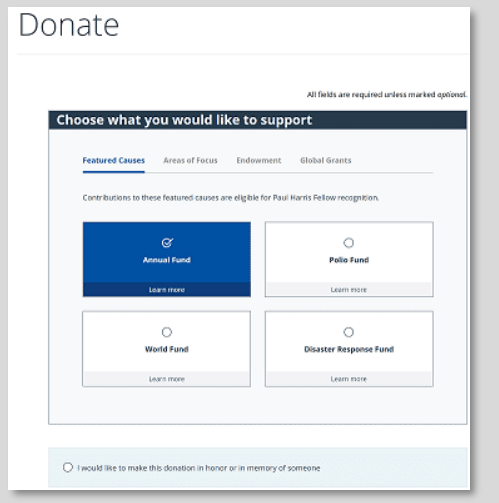 Donate
All fields are required unless marked optional.
Choose what you would like to support
Featured Causes Areas of Focus Endowment Global Grants
Contributions to these featured causes are eligible for Paul Harris Fellow recognition.
Annual Fund Polio Fund
Learn more Learn more
World Fund Disaster Response Fund
Learn more Learn more
I would like to make this donation in honor or in memory of someone